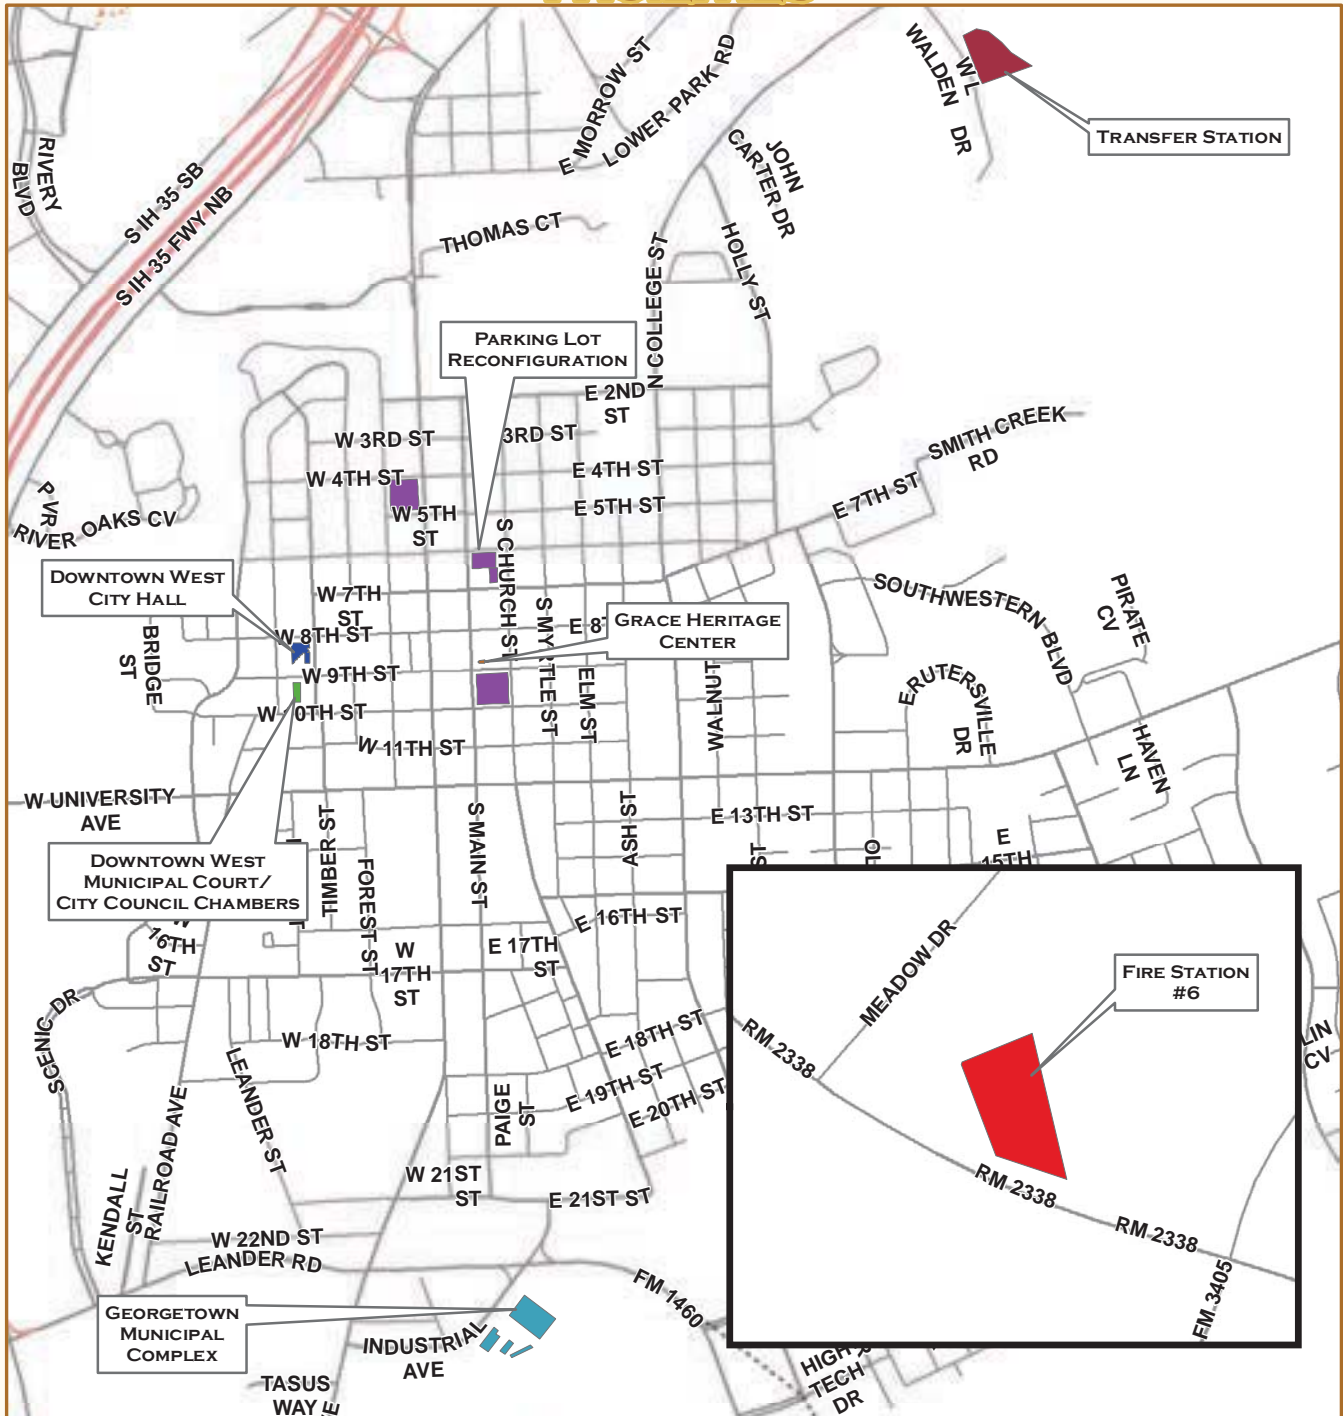 WALDEN DR
W L
TRANSFER STATION
E MORROW ST
LOWER PARK RD
JOHN
CARTER DR
RIVERY
BLVD
S IH 35 SB
S IH 35 FWY NB
THOMAS CT
N COLLEGE ST
HOLLY ST
PARKING LOT
RECONFIGURATION
E 2ND
ST
W 3RD ST
3RD ST
SMITH CREEK
RD
W 4TH ST
E 4TH ST
E 7TH ST
W 5TH
ST
E 5TH ST
P VR
RIVER OAKS CV
S CHURCH ST
DOWNTOWN WEST
CITY HALL
W 7TH
ST
SOUTHWESTERN BLVD
PIRATE
CV
S MYRTLE ST
E 8T
GRACE HERITAGE
CENTER
W 8TH ST
BRIDGE
ST
W 9TH ST
ELM ST
WALNUT
E RUTERSVILLE
DR
W 0TH ST
W 11TH ST
HAVEN
LN
W UNIVERSITY
AVE
TIMBER ST
S MAIN ST
ASH ST
E 13TH ST
E
15TH
ST
DOWNTOWN WEST
MUNICIPAL COURT/
CITY COUNCIL CHAMBERS
FOREST ST
16TH
ST
W
17TH
ST
E 17TH
ST
E 16TH ST
MEADOW DR
FIRE STATION
#6
SCENIC DR
W 18TH ST
E 18TH ST
RM 2338
LIN
CV
LEANDER ST
E 19TH ST
E 20TH ST
PAIGE
ST
RAILROAD AVE
KENDALL
ST
W 21ST
ST
E 21ST ST
RM 2338
RM 2338
W 22ND ST
LEANDER RD
FM 1460
FM 3405
GEORGETOWN
MUNICIPAL
COMPLEX
INDUSTRIAL
AVE
HIGH
TECH
DR
TASUS
WAY